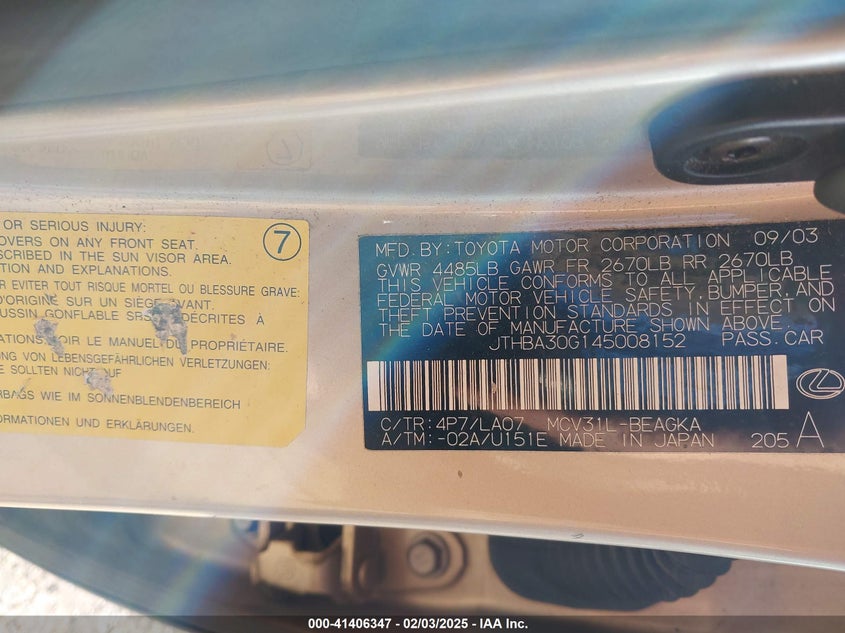 OR SERIOUS INJURY:
OVERS ON ANY FRONT SEAT.
SCRIBED IN THE SUN VISOR AREA.
TION AND EXPLANATIONS.
7
R EVITER TOUT RISQUE MORTEL OU BLESSURE GRAVE:
D'ORIGINE SUR UN SIÈGE AVANT.
USSIN GONFLABLE SRS DÉCRITES À
IR LE MANUEL DU PROPRIÉTAIRE.
UNG VON LEBENSGEFÄHRLICHEN VERLETZUNGEN:
E SOLLTEN NICHT AUF
RBAGS WIE IM SONNENBLENDENBEREICH
FORMATIONEN UND ERKLÄRUNGEN.
MFD. BY: TOYOTA MOTOR CORPORATION 09/03
GVWR 4485LB GAWR FR 2670LB RR 2670LB
THIS VEHICLE CONFORMS TO ALL APPLICABLE
FEDERAL MOTOR VEHICLE SAFETY, BUMPER, AND
THEFT PREVENTION STANDARDS IN EFFECT ON
THE DATE OF MANUFACTURE SHOWN ABOVE.
JTHBA30G145008152 PASS. CAR
C/TR: 4P7/LA07 MCV31L-BEAGKA
A/TM: -02A/U151E MADE IN JAPAN 205 A
000-41406347 - 02/03/2025 - IAA Inc.